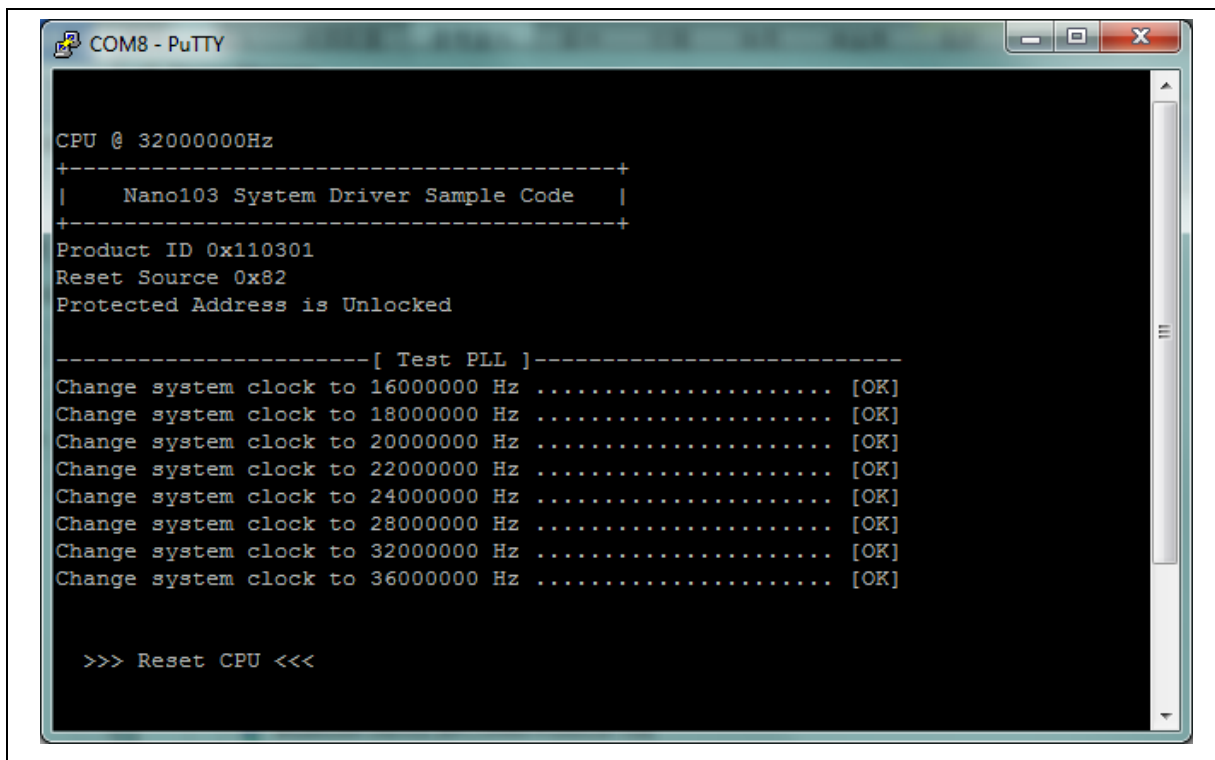 COM8 - PuTTY
CPU @ 32000000Hz
+----------------------------------------+
|    Nano103 System Driver Sample Code   |
+----------------------------------------+
Product ID 0x110301
Reset Source 0x82
Protected Address is Unlocked
-----------------------[ Test PLL ]---------------------------
Change system clock to 16000000 Hz ...................... [OK]
Change system clock to 18000000 Hz ...................... [OK]
Change system clock to 20000000 Hz ...................... [OK]
Change system clock to 22000000 Hz ...................... [OK]
Change system clock to 24000000 Hz ...................... [OK]
Change system clock to 28000000 Hz ...................... [OK]
Change system clock to 32000000 Hz ...................... [OK]
Change system clock to 36000000 Hz ...................... [OK]
>>> Reset CPU <<<